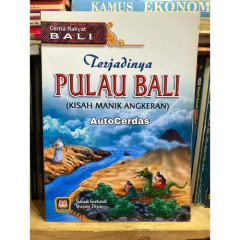 KAMUS EKONOM
Cerita Rakyat
BALI
Terjadinya
PULAU BALI
(KISAH MANIK ANGKERAN)
AutoCerdas